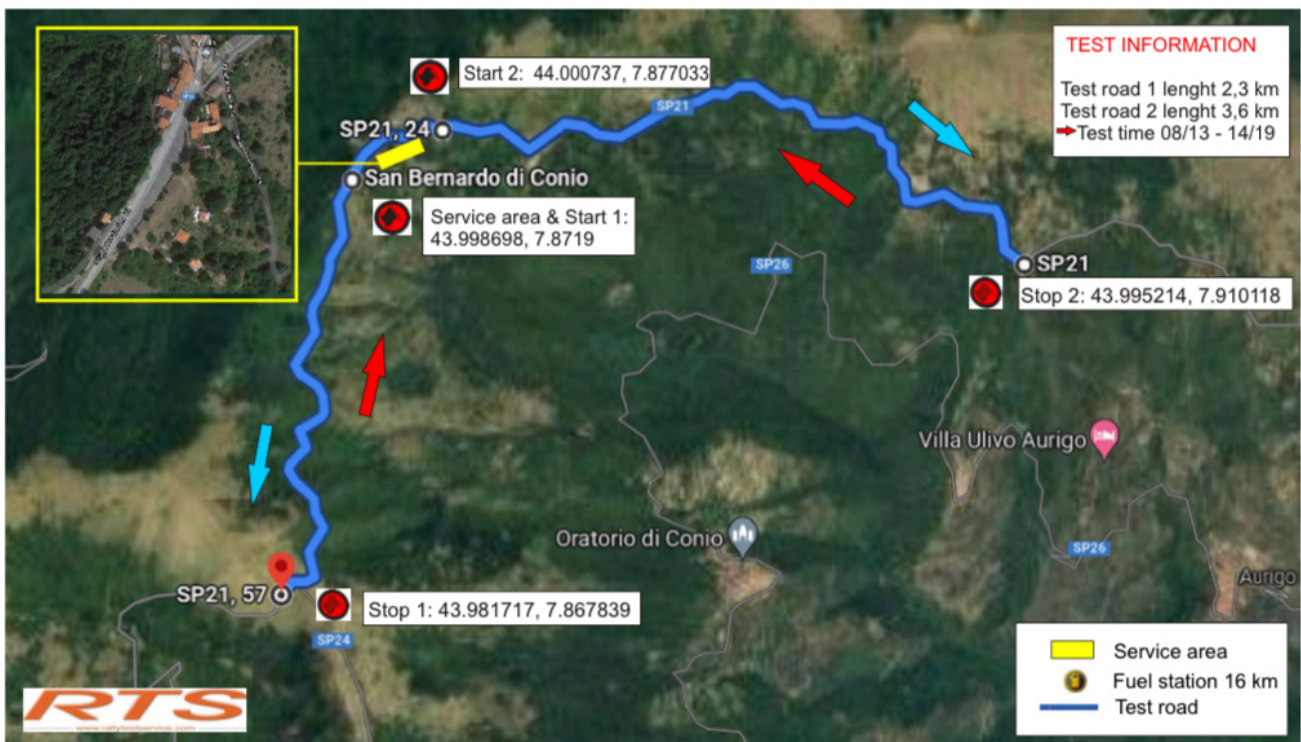 TEST INFORMATION
Test road 1 lenght 2,3 km
Test road 2 lenght 3,6 km
Test time 08/13 - 14/19
Start 2: 44.000737, 7.877033
SP21
SP21, 24
San Bernardo di Conio
Service area & Start 1:
43.998698, 7.8719
SP26
SP21
Stop 2: 43.995214, 7.910118
Villa Ulivo Aurigo
Oratorio di Conio
SP26
Aurigo
SP21, 57
Stop 1: 43.981717, 7.867839
SP24
Service area
Fuel station 16 km
Test road
RTS
www.rallytestservice.com